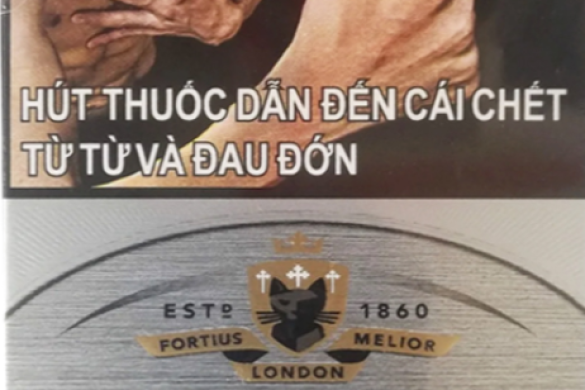 HÚT THUỐC DẪN ĐẾN CÁI CHẾT
TỪ TỪ VÀ ĐAU ĐỚN
ESTD 1860
FORTIUS MELIOR
LONDON